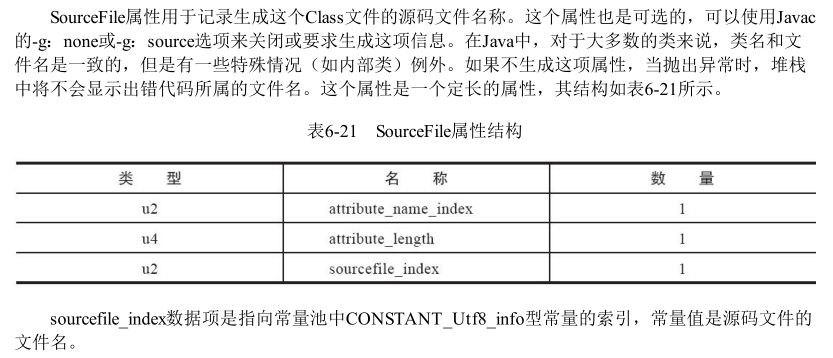 SourceFile属性用于记录生成这个Class文件的源码文件名称。这个属性也是可选的，可以使用Javac
的-g：none或-g：source选项来关闭或要求生成这项信息。在Java中，对于大多数的类来说，类名和文
件名是一致的，但是有一些特殊情况（如内部类）例外。如果不生成这项属性，当抛出异常时，堆栈
中将不会显示出错代码所属的文件名。这个属性是一个定长的属性，其结构如表6-21所示。
表6-21 SourceFile属性结构
类 型 名 称 数 量
u2 attribute_name_index 1
u4 attribute_length 1
u2 sourcefile_index 1
sourcefile_index数据项是指向常量池中CONSTANT_Utf8_info型常量的索引，常量值是源码文件的
文件名。